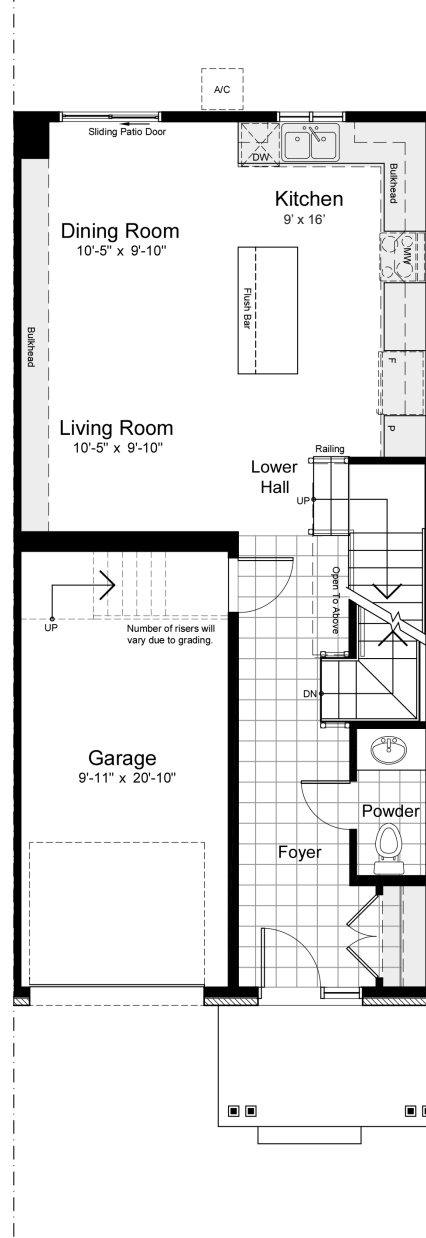 A/C
Sliding Patio Door
DW
Kitchen
9' x 16'
Bulkhead
Dining Room
10'-5" x 9'-10"
MW
Flush Bar
Bulkhead
F
Living Room
10'-5" x 9'-10"
P
Railing
Lower
Hall
UP
Open To Above
UP
Number of risers will
vary due to grading.
DN
Garage
9'-11" x 20'-10"
Powder
Foyer